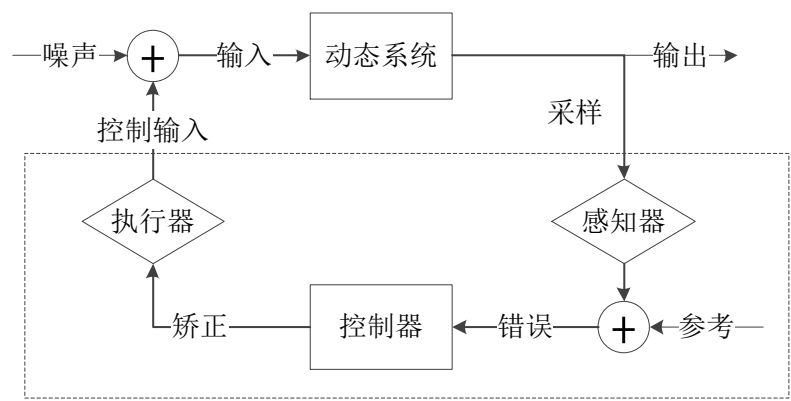 噪声
+
输入
动态系统
输出
采样
控制输入
执行器
感知器
矫正
控制器
错误
+
参考